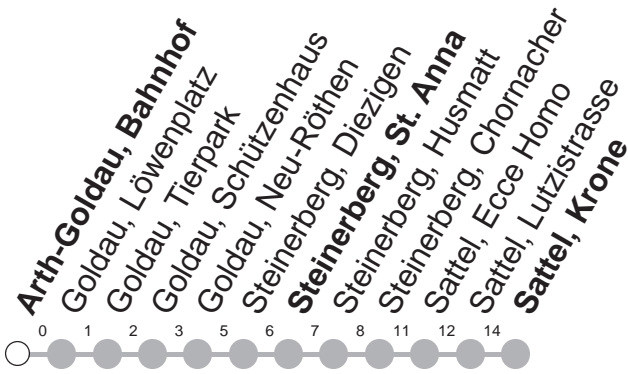 Arth-Goldau, Bahnhof
Goldau, Löwenplatz
Goldau, Tierpark
Goldau, Schützenhaus
Goldau, Neu-Röthen
Steinerberg, Diezigen
Steinerberg, St. Anna
Steinerberg, Husmatt
Steinerberg, Chornacher
Sattel, Ecce Homo
Sattel, Lutzistrasse
Sattel, Krone
0 1 2 3 5 6 7 8 11 12 14